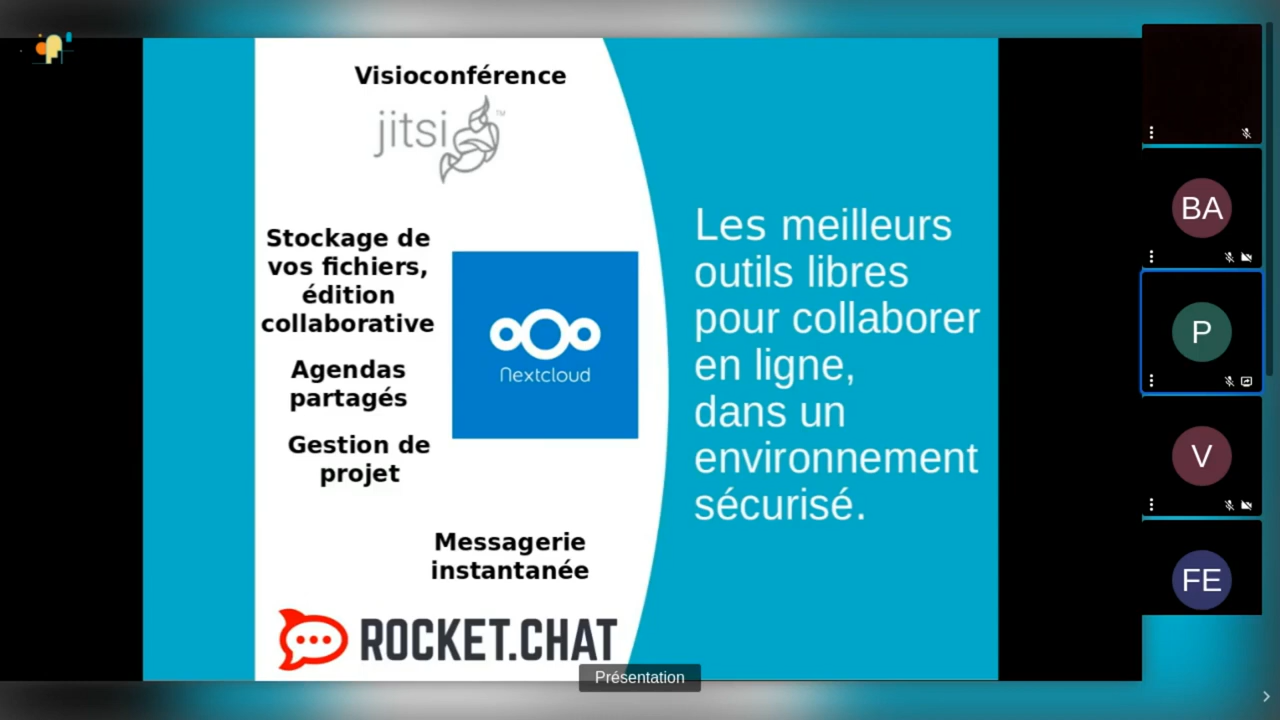 Visioconférence
jitsi™
Stockage de
vos fichiers,
édition
collaborative
Agendas
partagés
Gestion de
projet
Nextcloud
Messagerie
instantanée
ROCKET.CHAT
Les meilleurs
outils libres
pour collaborer
en ligne,
dans un
environnement
sécurisé.
Présentation
BA
P
V
FE